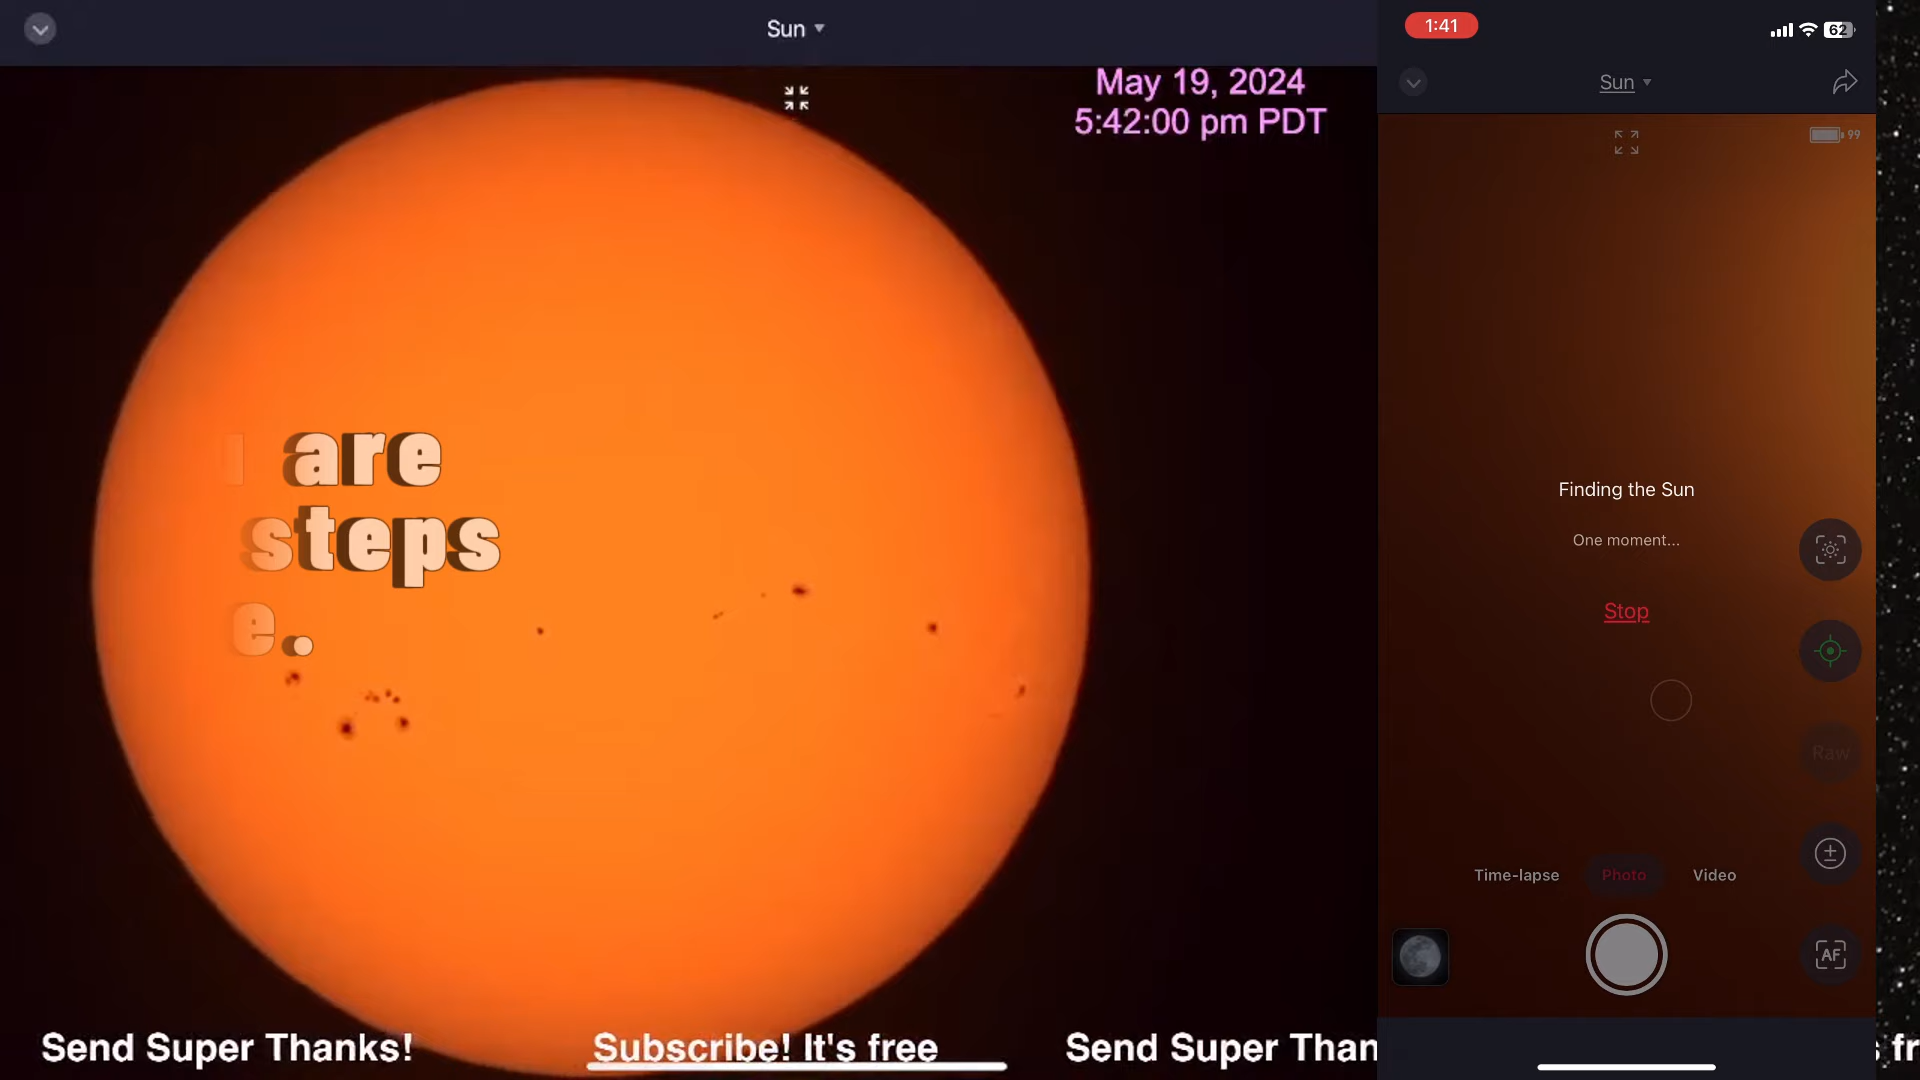 Sun
May 19, 2024
5:42:00 pm PDT
are
steps
e.
Send Super Thanks!
Subscribe! It's free
Send Super Than
1:41
62
Sun
99
Finding the Sun
One moment...
Stop
Raw
Time-lapse
Photo
Video
AF
fr